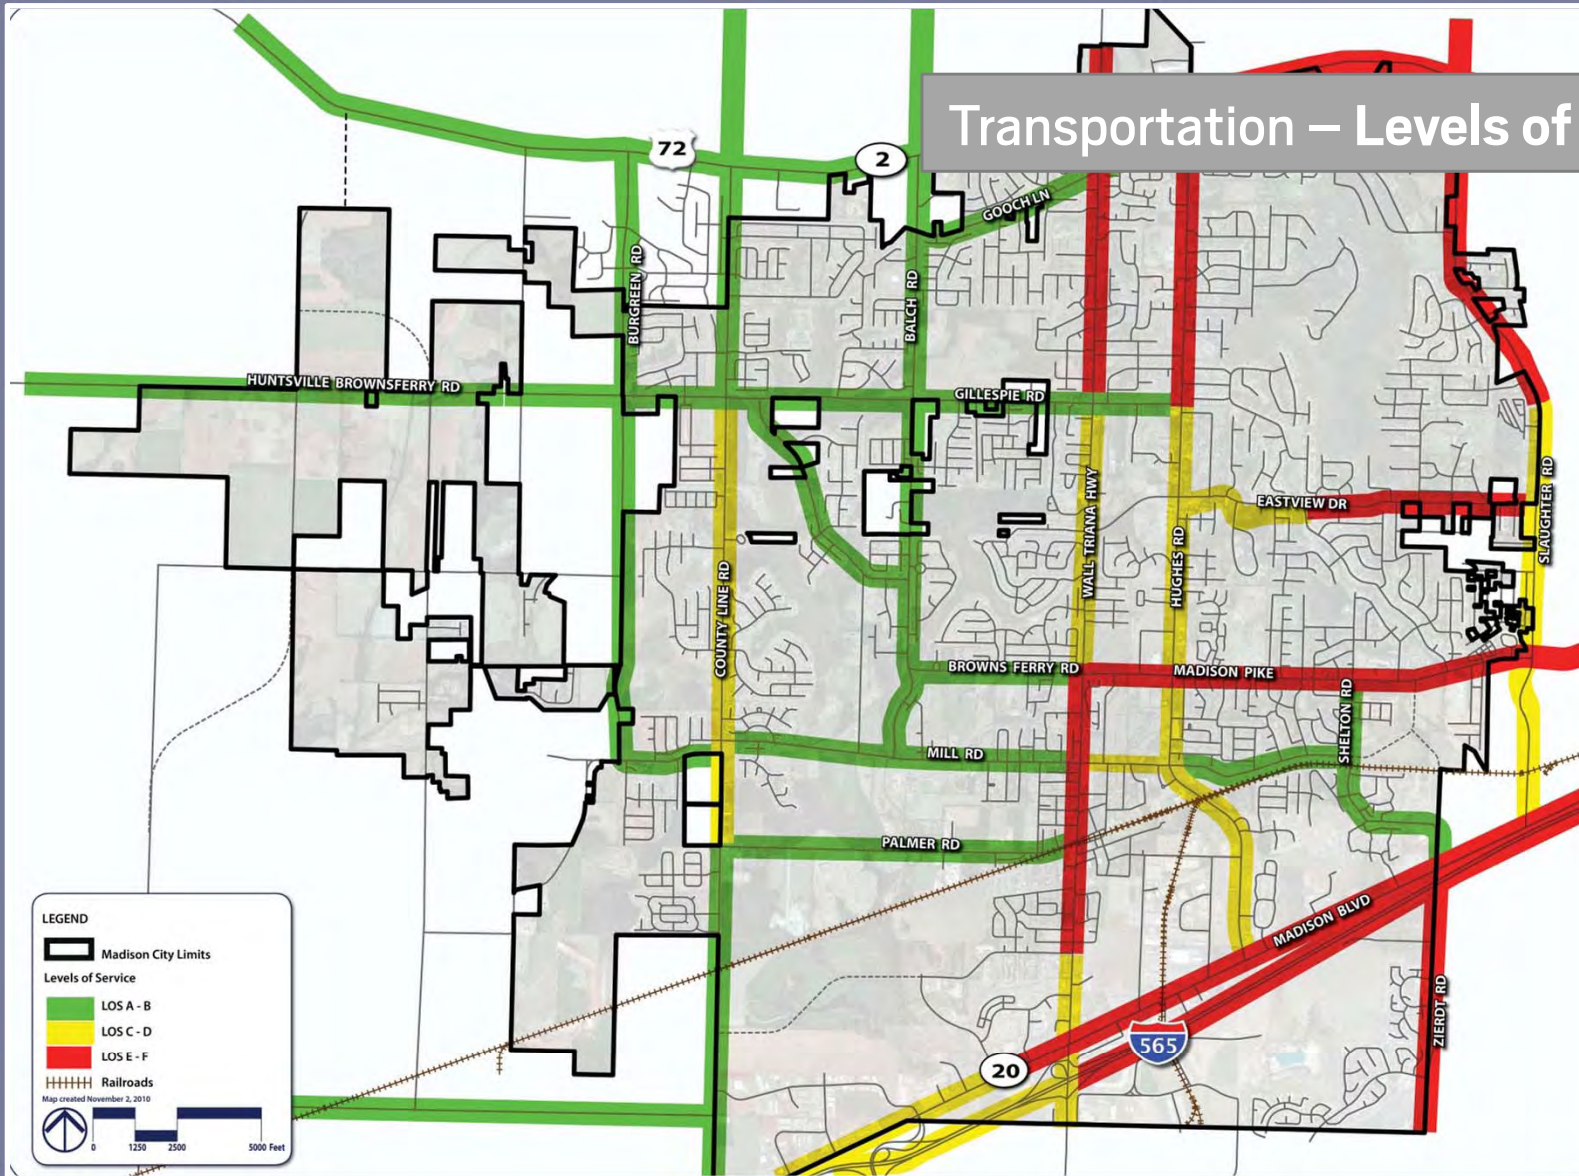 Transportation – Levels of
72
2
GOOCH LN
BURGREEN RD
BALCH RD
HUNTSVILLE BROWNSFERRY RD
GILLESPIE RD
WALL TRIANA HWY
EASTVIEW DR
SLAUGHTER RD
HUGHES RD
COUNTY LINE RD
BROWNS FERRY RD
MADISON PIKE
SHELTON RD
MILL RD
PALMER RD
MADISON BLVD
ZIERDT RD
565
20
LEGEND
Madison City Limits
Levels of Service
LOS A - B
LOS C - D
LOS E - F
Railroads
Map created November 2, 2010
0 1250 2500 5000 Feet